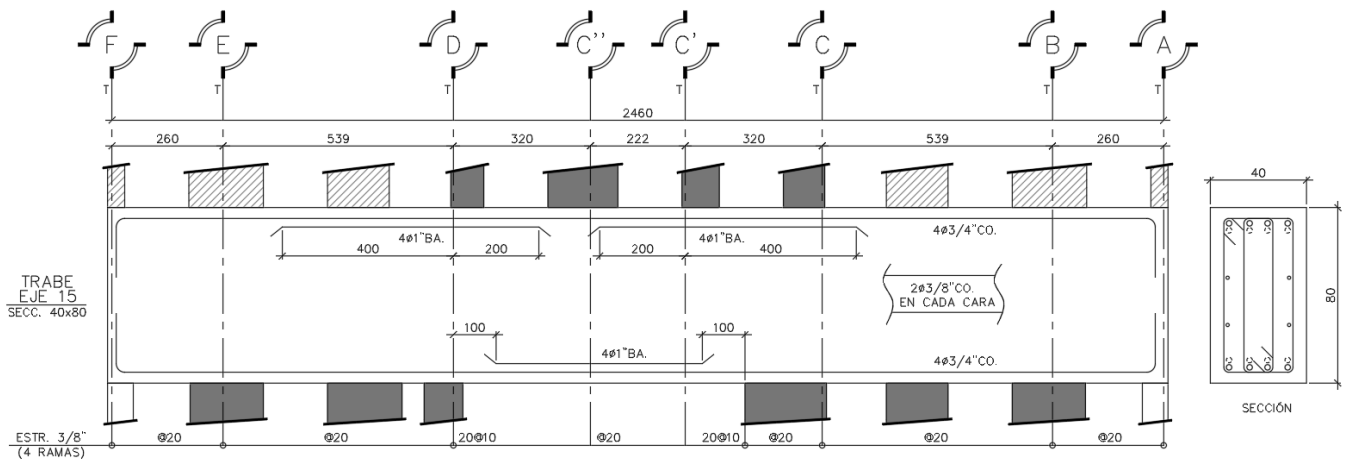 F E D C'' C' C B A
T T T T T T T T
2460
260 539 320 222 320 539 260
40
4ø1"BA. 4ø1"BA. 4ø3/4"CO.
400 200 200 400
TRABE
EJE 15
SECC. 40x80
2ø3/8"CO.
EN CADA CARA
80
100 100
4ø1"BA. 4ø3/4"CO.
SECCIÓN
ESTR. 3/8"
(4 RAMAS)
@20 @20 20@10 @20 20@10 @20 @20 @20